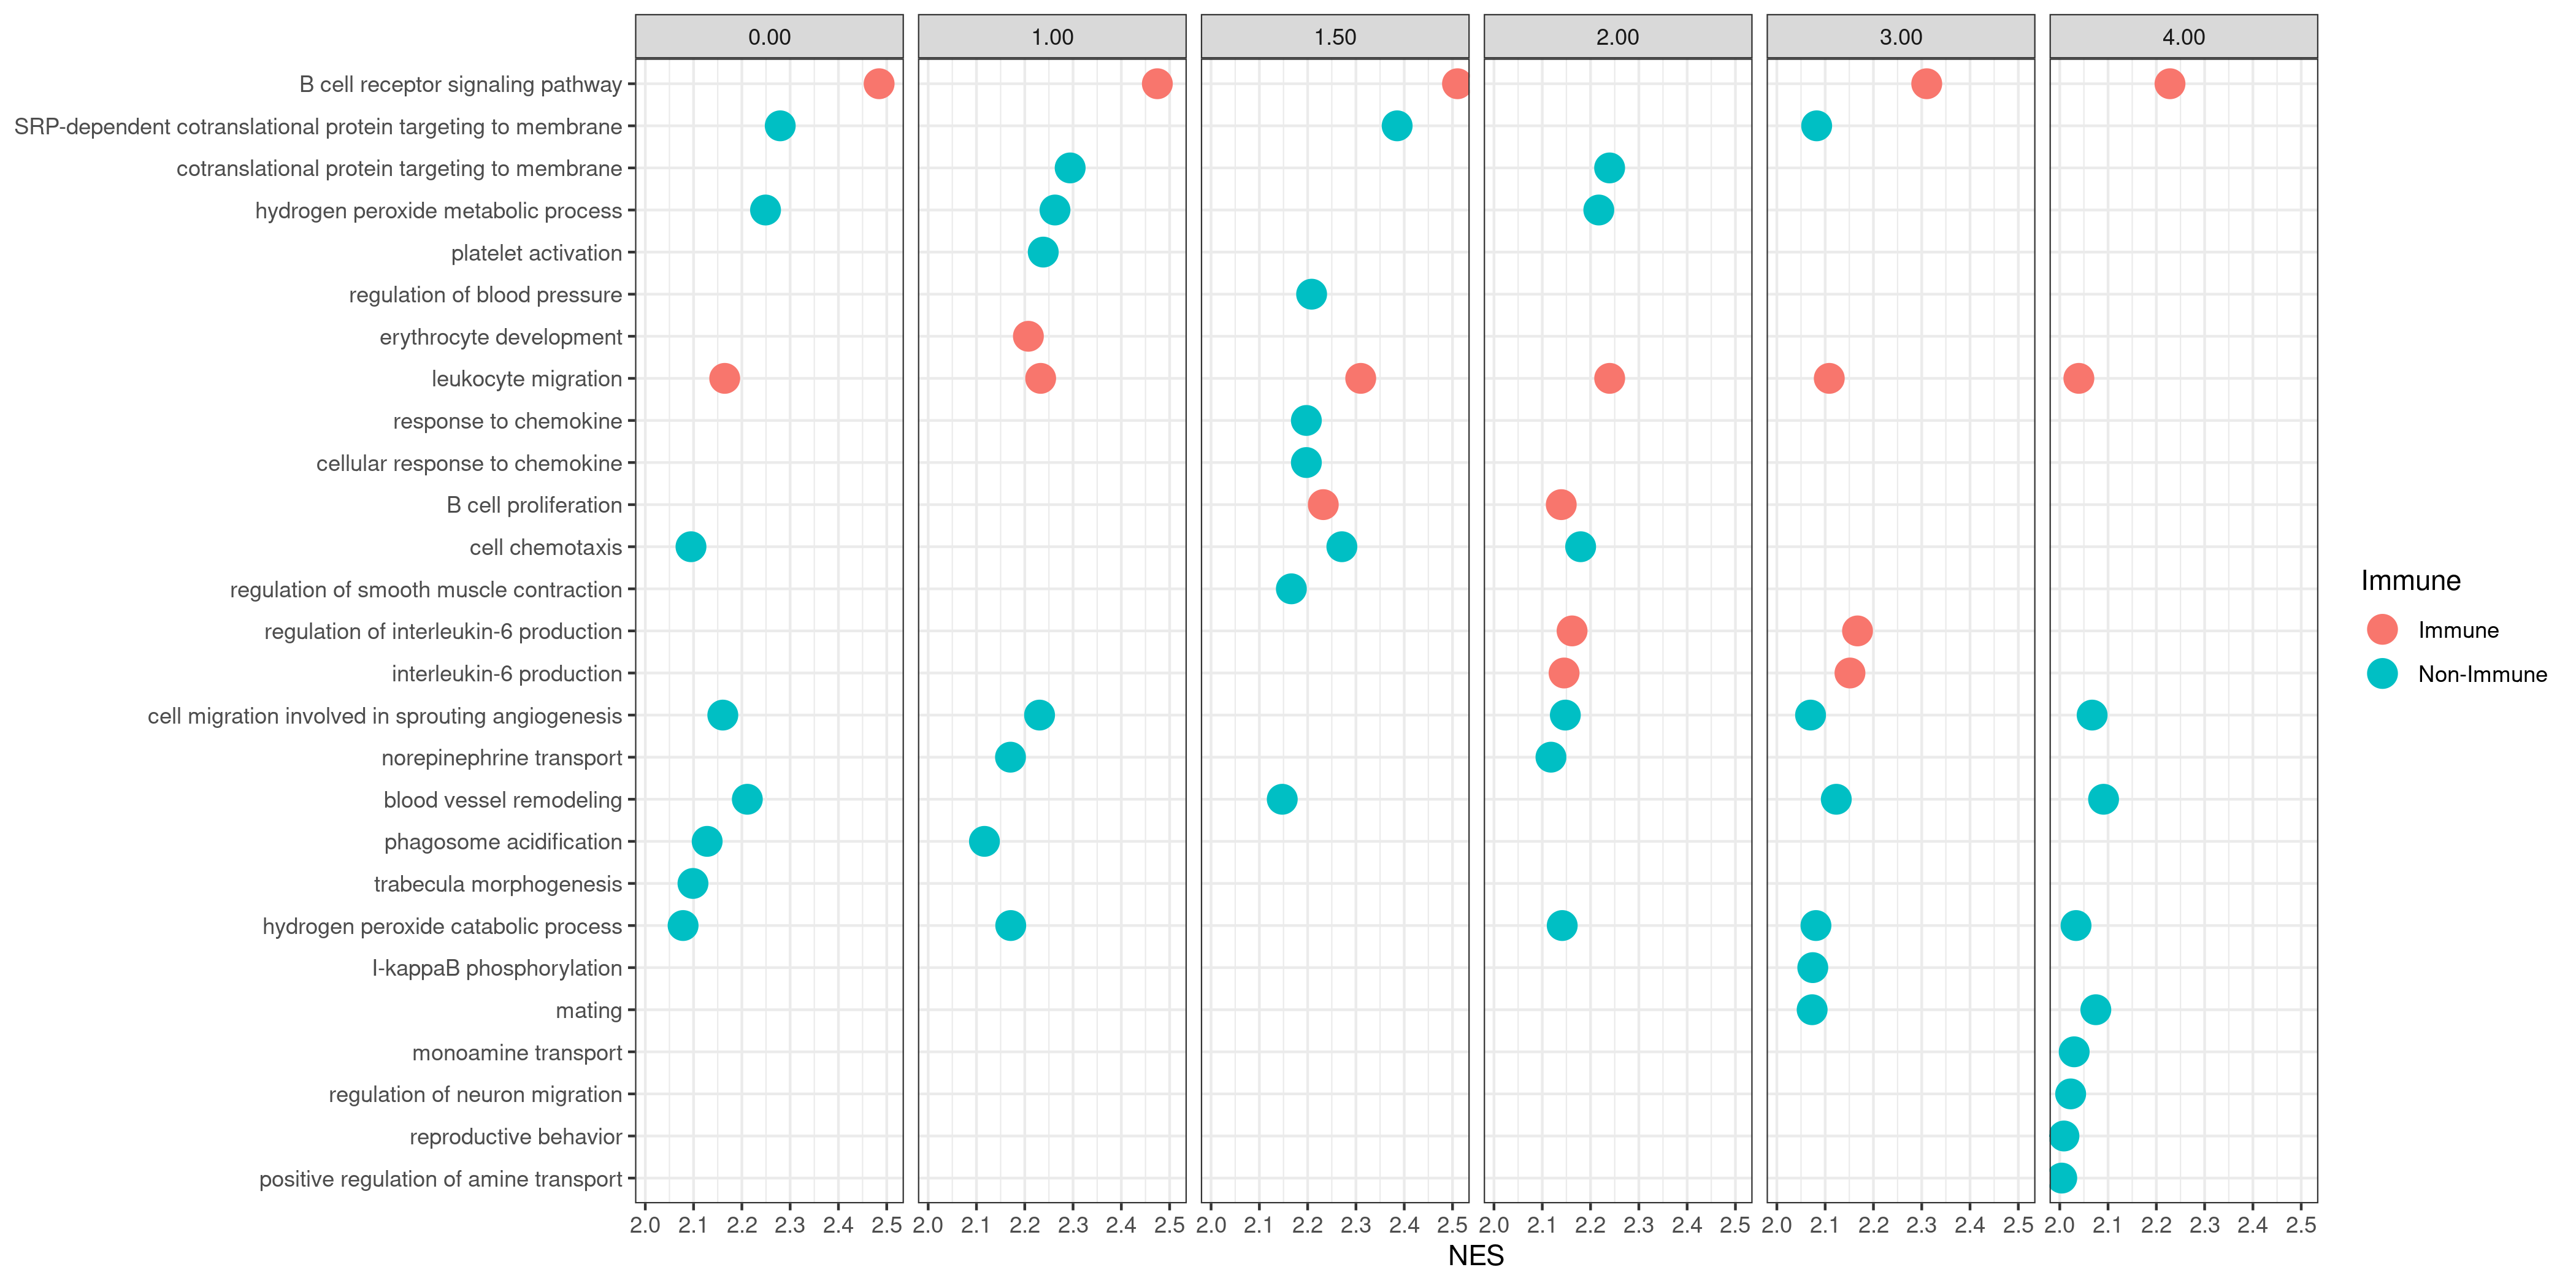 0.00 1.00 1.50 2.00 3.00 4.00
B cell receptor signaling pathway
SRP-dependent cotranslational protein targeting to membrane
cotranslational protein targeting to membrane
hydrogen peroxide metabolic process
platelet activation
regulation of blood pressure
erythrocyte development
leukocyte migration
response to chemokine
cellular response to chemokine
B cell proliferation
cell chemotaxis
regulation of smooth muscle contraction
regulation of interleukin-6 production
interleukin-6 production
cell migration involved in sprouting angiogenesis
norepinephrine transport
blood vessel remodeling
phagosome acidification
trabecula morphogenesis
hydrogen peroxide catabolic process
I-kappaB phosphorylation
mating
monoamine transport
regulation of neuron migration
reproductive behavior
positive regulation of amine transport
2.0 2.1 2.2 2.3 2.4 2.5 2.0 2.1 2.2 2.3 2.4 2.5 2.0 2.1 2.2 2.3 2.4 2.5 2.0 2.1 2.2 2.3 2.4 2.5 2.0 2.1 2.2 2.3 2.4 2.5 2.0 2.1 2.2 2.3 2.4 2.5
NES
Immune
Immune
Non-Immune